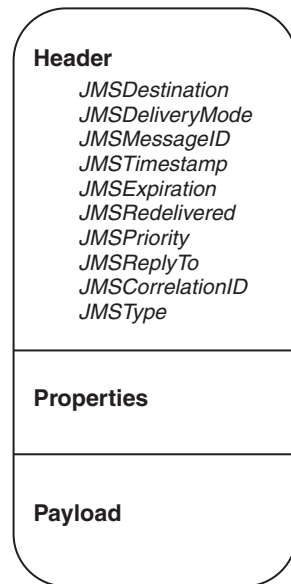 Header
JMSDestination
JMSDeliveryMode
JMSMessageID
JMSTimestamp
JMSExpiration
JMSRedelivered
JMSPriority
JMSReplyTo
JMSCorrelationID
JMSType
Properties
Payload